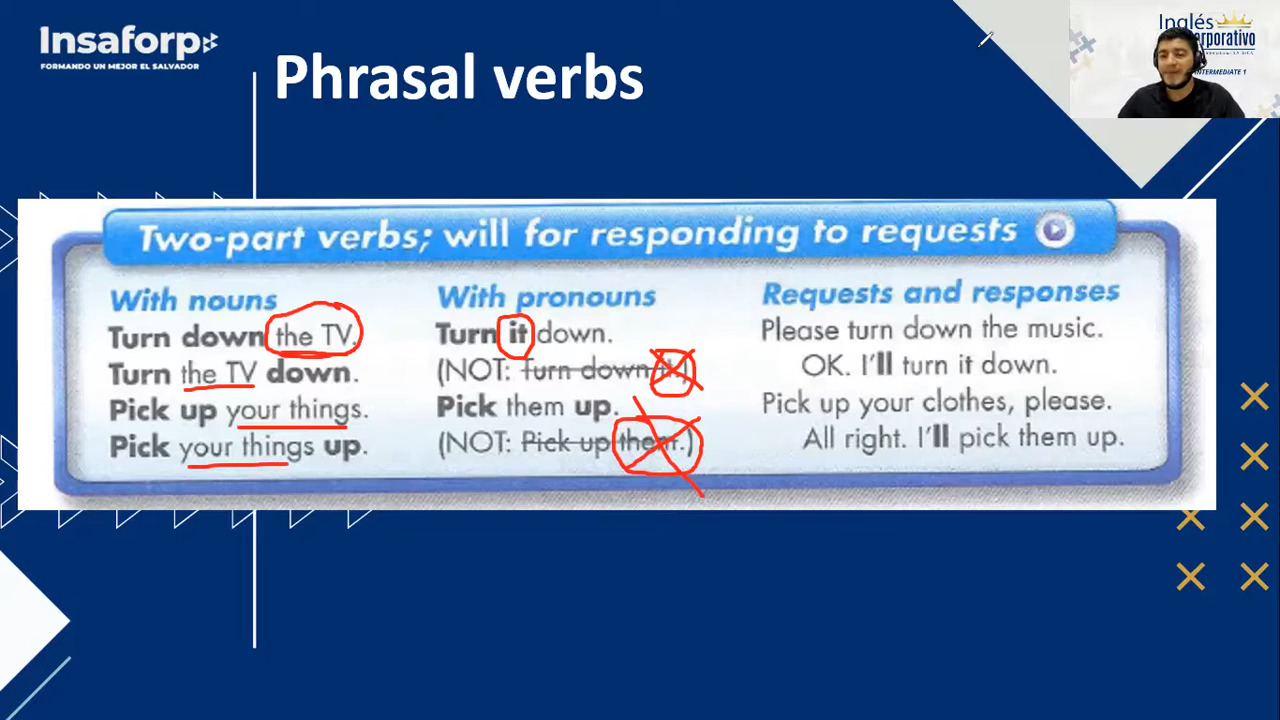 Insaforp
FORMANDO UN MEJOR EL SALVADOR
Phrasal verbs
Inglés
INTERMEDIATE 1
Two-part verbs; will for responding to requests
With nouns
Turn down the TV.
Turn the TV down.
Pick up your things.
Pick your things up.
With pronouns
Turn it down.
(NOT: Turn down it.)
Pick them up.
(NOT: Pick up them.)
Requests and responses
Please turn down the music.
OK. I'll turn it down.
Pick up your clothes, please.
All right. I'll pick them up.